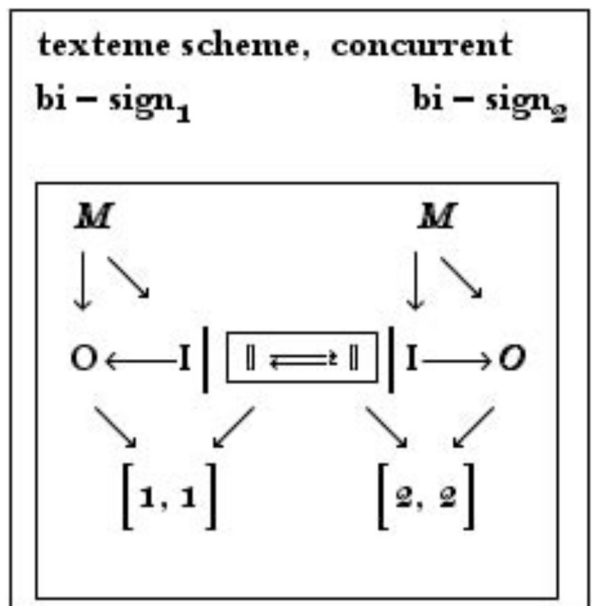 texteme scheme, concurrent
bi – sign₁ bi – sign₂
M M
O ← I | 𝕀 ⇌ 𝕀 | I → O
[1, 1] [2, 2]